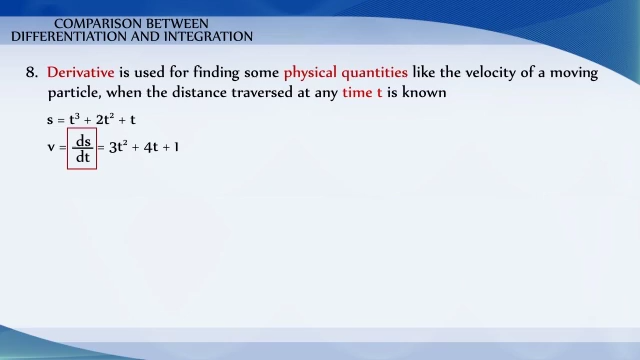 COMPARISON BETWEEN
DIFFERENTIATION AND INTEGRATION
8. Derivative is used for finding some physical quantities like the velocity of a moving
particle, when the distance traversed at any time t is known
s = t³ + 2t² + t
v = ds/dt = 3t² + 4t + 1